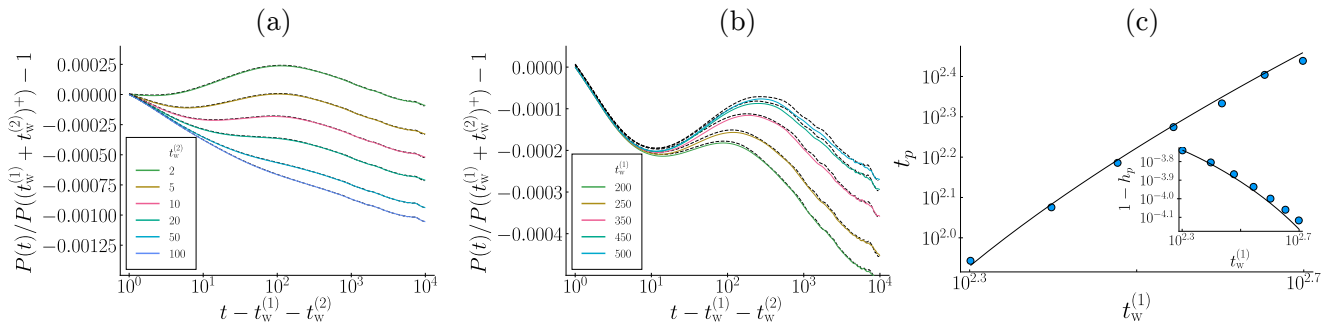 (a)
P(t)/P((t_w^(1) + t_w^(2))^+) − 1
0.00025
0.00000
−0.00025
−0.00050
−0.00075
−0.00100
−0.00125
t_w^(2)
2
5
10
20
50
100
10^0 10^1 10^2 10^3 10^4
t − t_w^(1) − t_w^(2)
(b)
P(t)/P((t_w^(1) + t_w^(2))^+) − 1
0.0000
−0.0001
−0.0002
−0.0003
−0.0004
t_w^(1)
200
250
350
450
500
10^0 10^1 10^2 10^3 10^4
t − t_w^(1) − t_w^(2)
(c)
t_p
10^2.4
10^2.3
10^2.2
10^2.1
10^2.0
10^2.3 10^2.7
t_w^(1)
1 − h_p
10^−3.8
10^−3.9
10^−4.0
10^−4.1
10^2.3 10^2.7
t_w^(1)